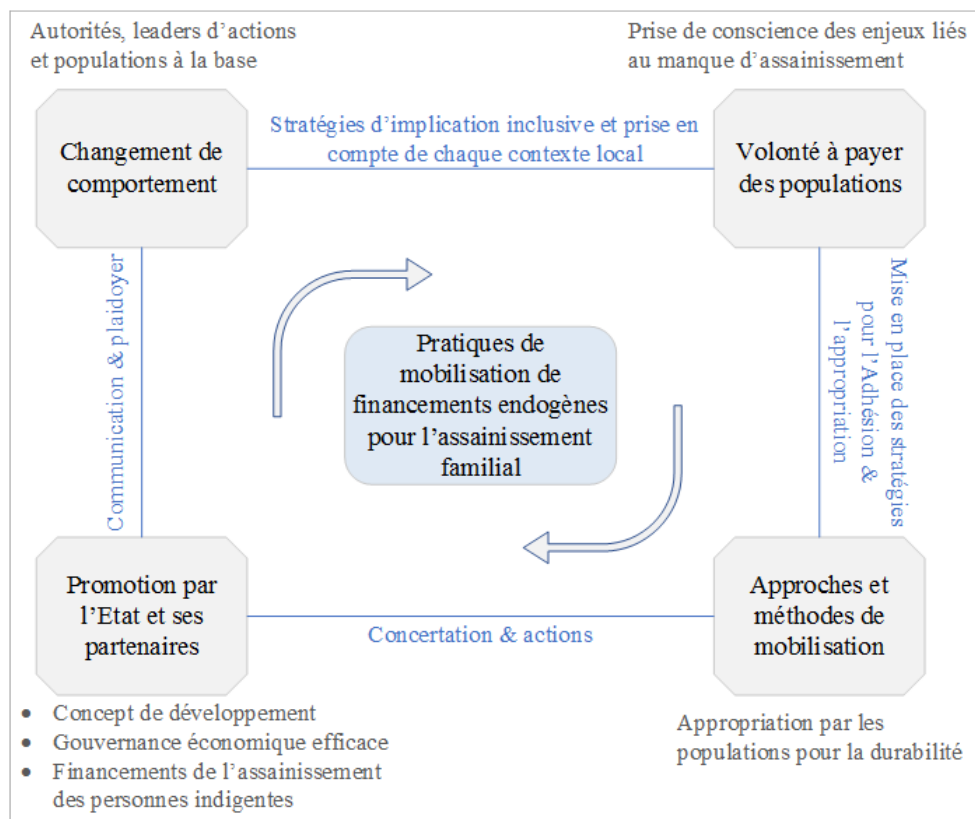 Autorités, leaders d’actions
et populations à la base
Prise de conscience des enjeux liés
au manque d’assainissement
Changement de
comportement
Stratégies d’implication inclusive et prise en
compte de chaque contexte local
Volonté à payer
des populations
Communication & plaidoyer
Pratiques de
mobilisation de
financements endogènes
pour l’assainissement
familial
Mise en place des stratégies
pour l’Adhésion &
l’appropriation
Promotion par
l’Etat et ses
partenaires
Concertation & actions
Approches et
méthodes de
mobilisation
• Concept de développement
• Gouvernance économique efficace
• Financements de l’assainissement
des personnes indigentes
Appropriation par les
populations pour la durabilité